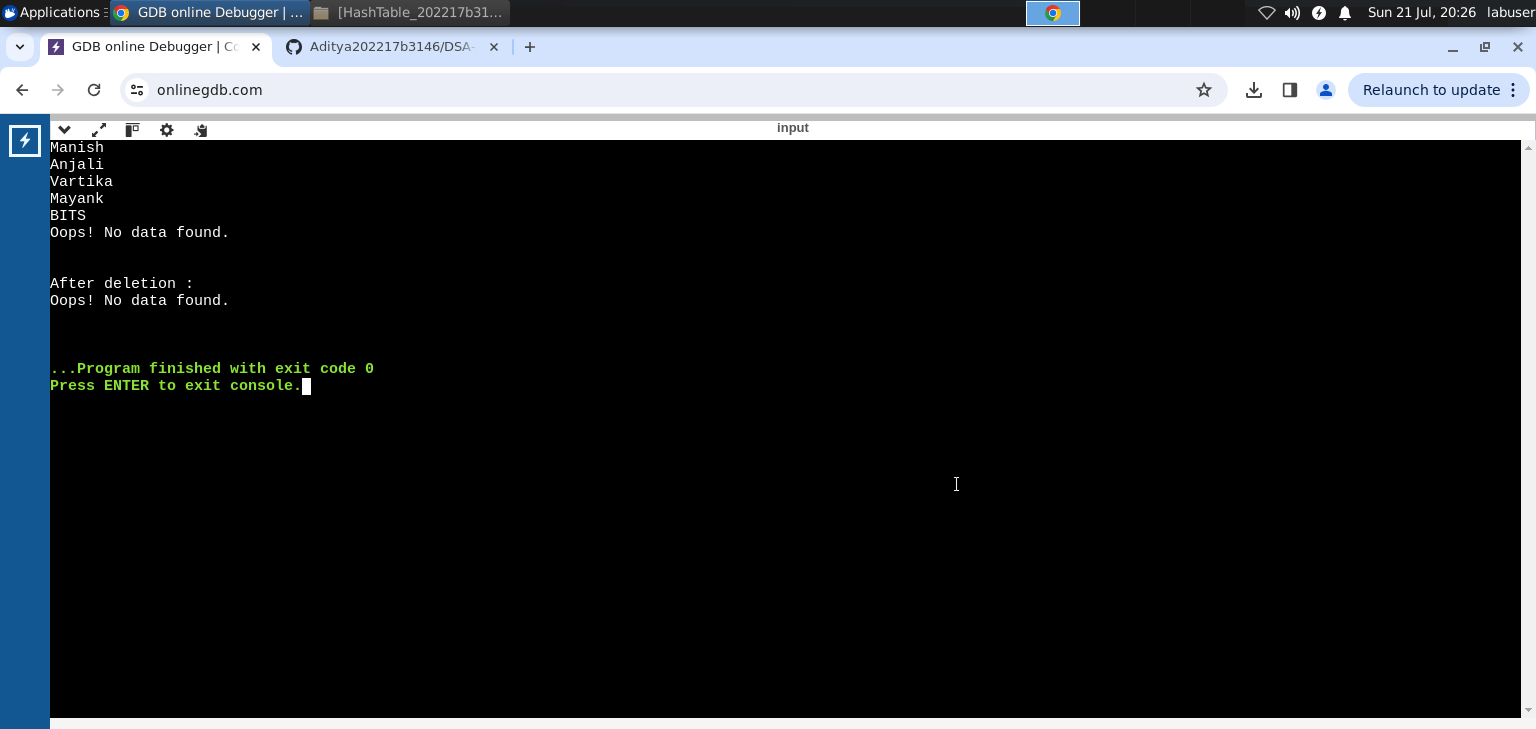 Applications
GDB online Debugger | ...
[HashTable_202217b31...
Sun 21 Jul, 20:26
labuser
GDB online Debugger | Co
Aditya202217b3146/DSA-
onlinegdb.com
Relaunch to update
input
Manish
Anjali
Vartika
Mayank
BITS
Oops! No data found.
After deletion :
Oops! No data found.
...Program finished with exit code 0
Press ENTER to exit console.